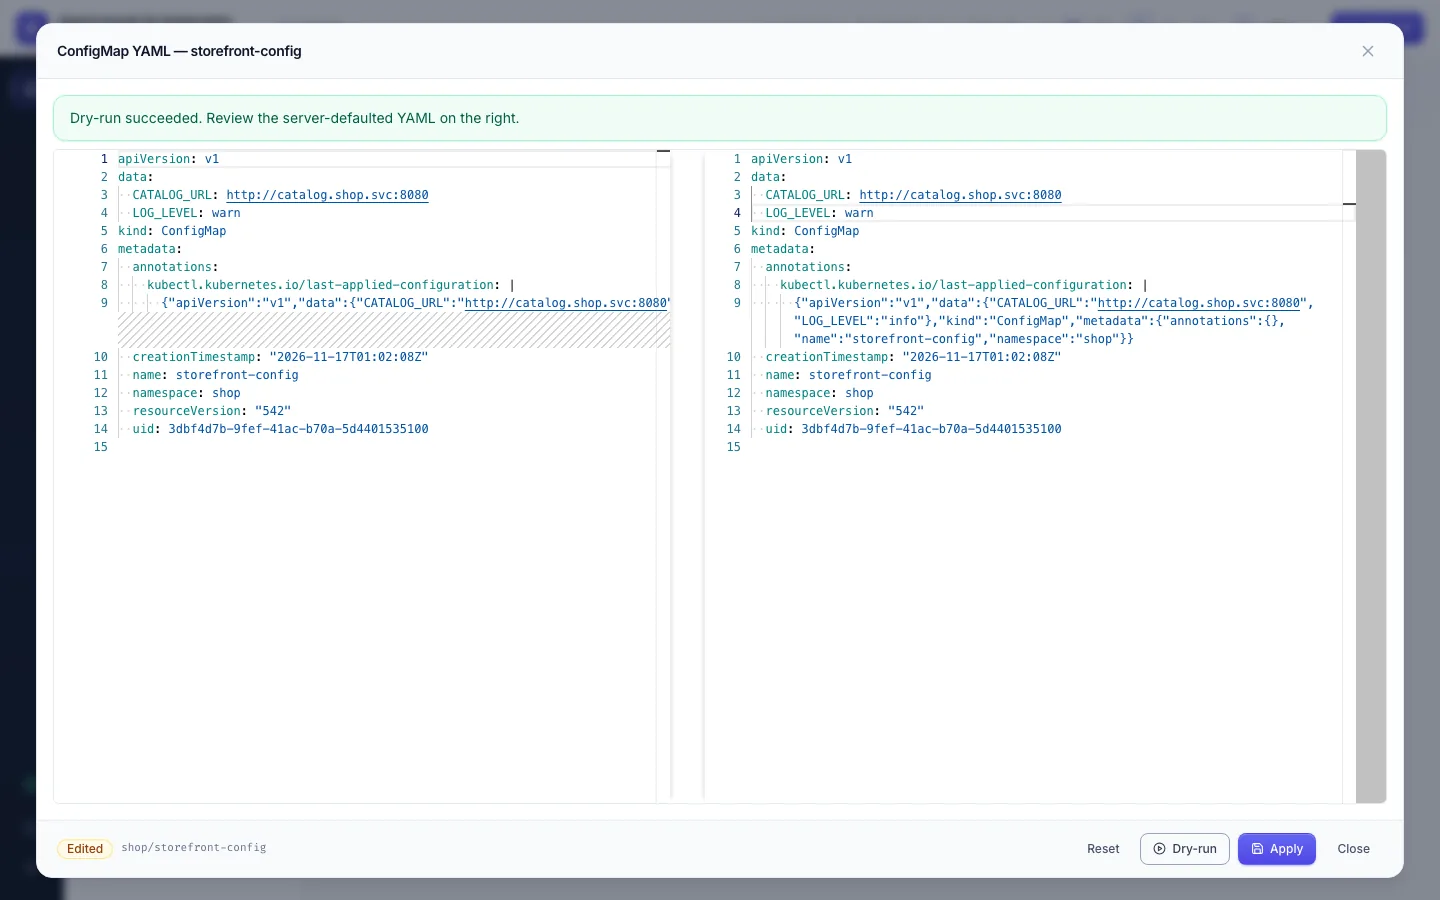 ConfigMap YAML — storefront-config
Dry-run succeeded. Review the server-defaulted YAML on the right.
1 apiVersion: v1
2 data:
3 CATALOG_URL: http://catalog.shop.svc:8080
4 LOG_LEVEL: warn
5 kind: ConfigMap
6 metadata:
7 annotations:
8 kubectl.kubernetes.io/last-applied-configuration: |
9 {"apiVersion":"v1","data":{"CATALOG_URL":"http://catalog.shop.svc:8080"
10 creationTimestamp: "2026-11-17T01:02:08Z"
11 name: storefront-config
12 namespace: shop
13 resourceVersion: "542"
14 uid: 3dbf4d7b-9fef-41ac-b70a-5d4401535100
15
1 apiVersion: v1
2 data:
3 CATALOG_URL: http://catalog.shop.svc:8080
4 LOG_LEVEL: warn
5 kind: ConfigMap
6 metadata:
7 annotations:
8 kubectl.kubernetes.io/last-applied-configuration: |
9 {"apiVersion":"v1","data":{"CATALOG_URL":"http://catalog.shop.svc:8080",
"LOG_LEVEL":"info"},"kind":"ConfigMap","metadata":{"annotations":{},
"name":"storefront-config","namespace":"shop"}}
10 creationTimestamp: "2026-11-17T01:02:08Z"
11 name: storefront-config
12 namespace: shop
13 resourceVersion: "542"
14 uid: 3dbf4d7b-9fef-41ac-b70a-5d4401535100
15
Edited shop/storefront-config Reset Dry-run Apply Close